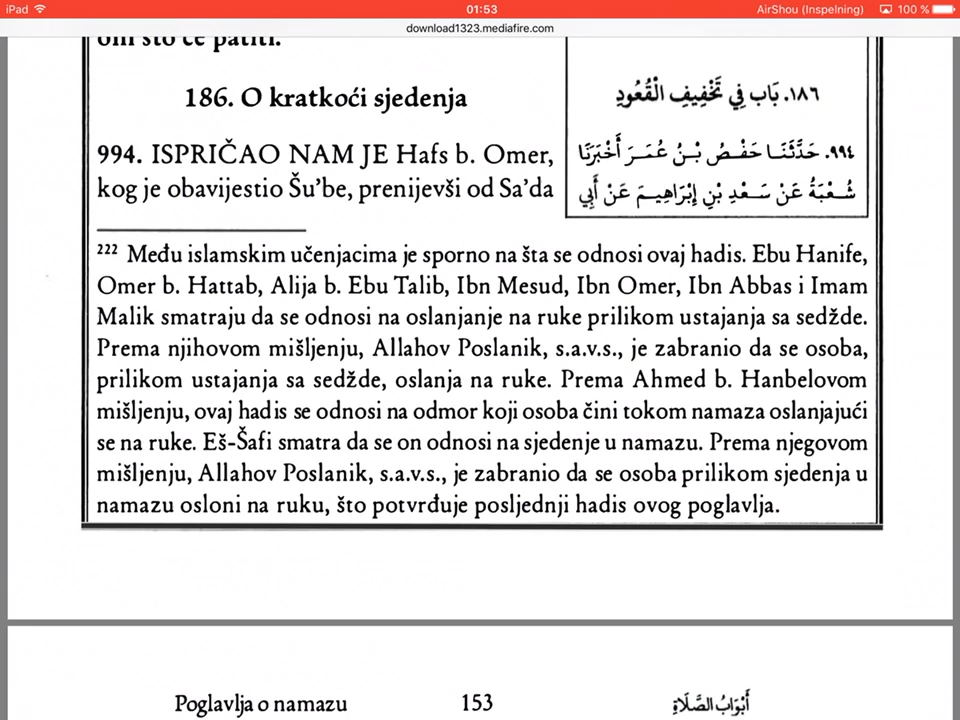 iPad 01:53 AirShou (Inspelning) 100 %
download1323.mediafire.com
oni što će patiti.
186. O kratkoći sjedenja
994. ISPRIČAO NAM JE Hafs b. Omer,
kog je obavijestio Šu’be, prenijevši od Sa’da
١٨٦. بَاب فِي تَخْفِيفِ الْقُعُودِ
٩٩٤. حَدَّثَنَا حَفْصُ بْنُ عُمَرَ أَخْبَرَنَا
شُعْبَةُ عَنْ سَعْدِ بْنِ إِبْرَاهِيمَ عَنْ أَبِي
222 Među islamskim učenjacima je sporno na šta se odnosi ovaj hadis. Ebu Hanife,
Omer b. Hattab, Alija b. Ebu Talib, Ibn Mesud, Ibn Omer, Ibn Abbas i Imam
Malik smatraju da se odnosi na oslanjanje na ruke prilikom ustajanja sa sedžde.
Prema njihovom mišljenju, Allahov Poslanik, s.a.v.s., je zabranio da se osoba,
prilikom ustajanja sa sedžde, oslanja na ruke. Prema Ahmed b. Hanbelovom
mišljenju, ovaj hadis se odnosi na odmor koji osoba čini tokom namaza oslanjajući
se na ruke. Eš-Šafi smatra da se on odnosi na sjedenje u namazu. Prema njegovom
mišljenju, Allahov Poslanik, s.a.v.s., je zabranio da se osoba prilikom sjedenja u
namazu osloni na ruku, što potvrđuje posljednji hadis ovog poglavlja.
Poglavlja o namazu 153 أَبْوَابُ الصَّلَاةِ